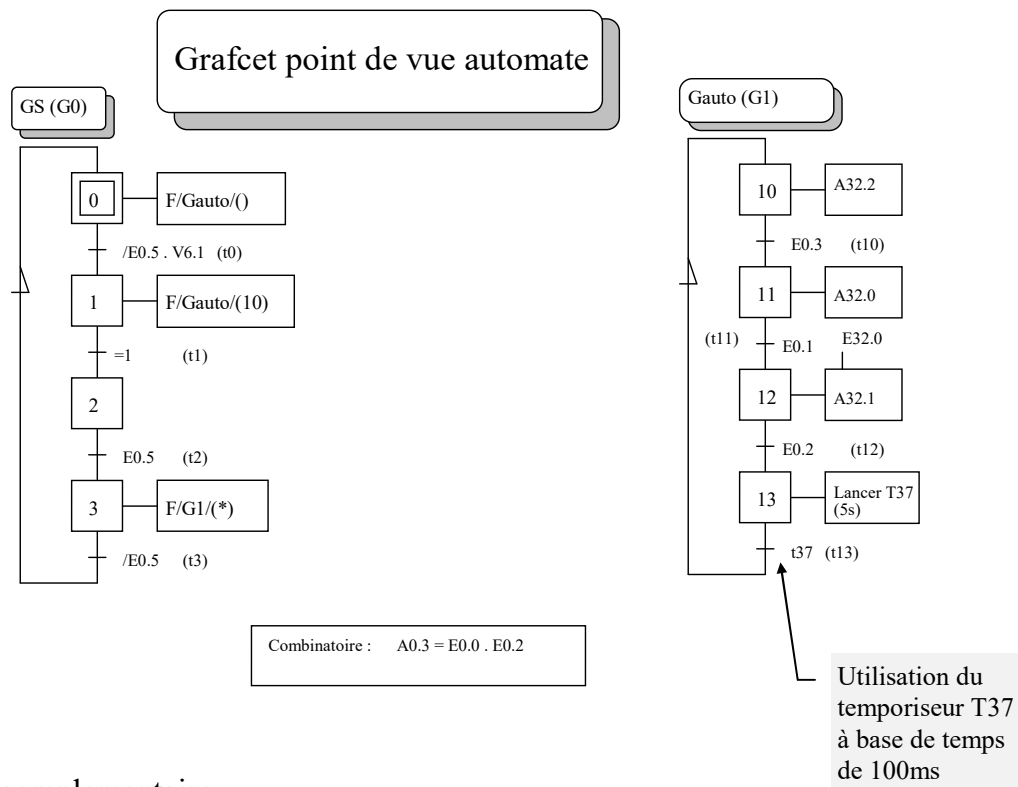 Grafcet point de vue automate
GS (G0)
0
F/Gauto/()
/E0.5 . V6.1 (t0)
1
F/Gauto/(10)
=1 (t1)
2
E0.5 (t2)
3
F/G1/(*)
/E0.5 (t3)
Gauto (G1)
10
A32.2
E0.3 (t10)
11
A32.0
(t11)
E0.1
E32.0
12
A32.1
E0.2 (t12)
13
Lancer T37
(5s)
t37 (t13)
Combinatoire : A0.3 = E0.0 . E0.2
Utilisation du
temporiseur T37
à base de temps
de 100ms